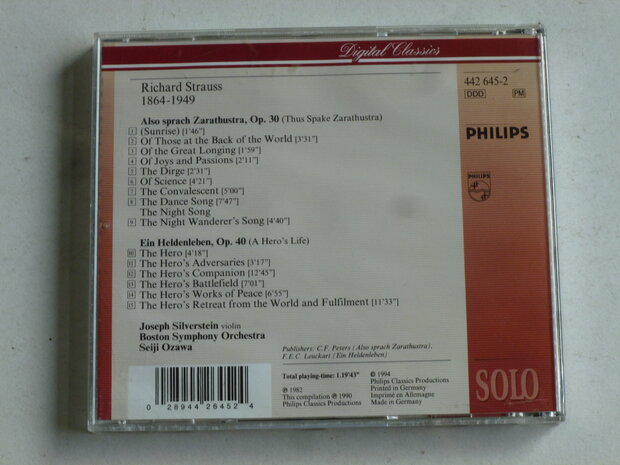 Digital Classics
Richard Strauss
1864-1949
442 645-2
DDD PM
Also sprach Zarathustra, Op. 30 (Thus Spake Zarathustra)
1 (Sunrise) [1'46"]
2 Of Those at the Back of the World [3'31"]
3 Of the Great Longing [1'59"]
4 Of Joys and Passions [2'11"]
5 The Dirge [2'31"]
6 Of Science [4'21"]
7 The Convalescent [5'00"]
8 The Dance Song [7'47"]
The Night Song
9 The Night Wanderer's Song [4'40"]
PHILIPS
PHILIPS
Ein Heldenleben, Op. 40 (A Hero's Life)
10 The Hero [4'18"]
11 The Hero's Adversaries [3'17"]
12 The Hero's Companion [12'45"]
13 The Hero's Battlefield [7'01"]
14 The Hero's Works of Peace [6'55"]
15 The Hero's Retreat from the World and Fulfilment [11'33"]
Joseph Silverstein violin
Boston Symphony Orchestra
Seiji Ozawa
Publishers: C.F. Peters (Also sprach Zarathustra),
F.E.C. Leuckart (Ein Heldenleben)
Total playing-time: 1.19'43"
℗ 1982
This compilation ℗ 1990
Philips Classics Productions
© 1994
Philips Classics Productions
Printed in Germany
Imprimé en Allemagne
Made in Germany
SOLO
0 28944 26452 4